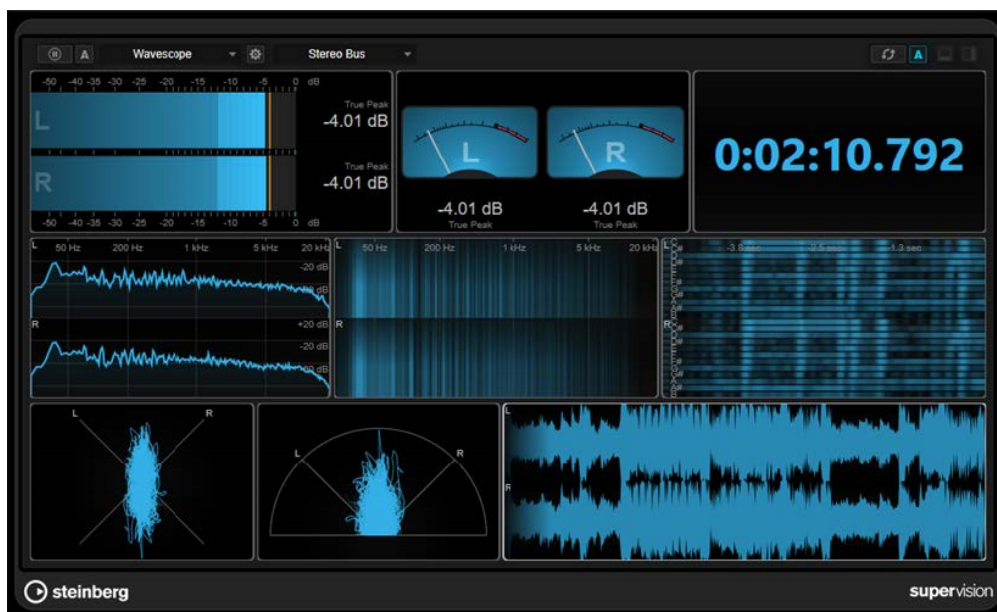 A Wavescope Stereo Bus A
-50 -40 -35 -30 -25 -20 -15 -10 -5 0 dB
L
True Peak
-4.01 dB
R
True Peak
-4.01 dB
-50 -40 -35 -30 -25 -20 -15 -10 -5 0 dB
L
-4.01 dB
True Peak
R
-4.01 dB
True Peak
0:02:10.792
L 50 Hz 200 Hz 1 kHz 5 kHz 20 kHz
-20 dB
R
+20 dB
-20 dB
L 50 Hz 200 Hz 1 kHz 5 kHz 20 kHz
R
L -3.8 sec -2.5 sec -1.3 sec
R
L R
L R
L
R
steinberg
supervision